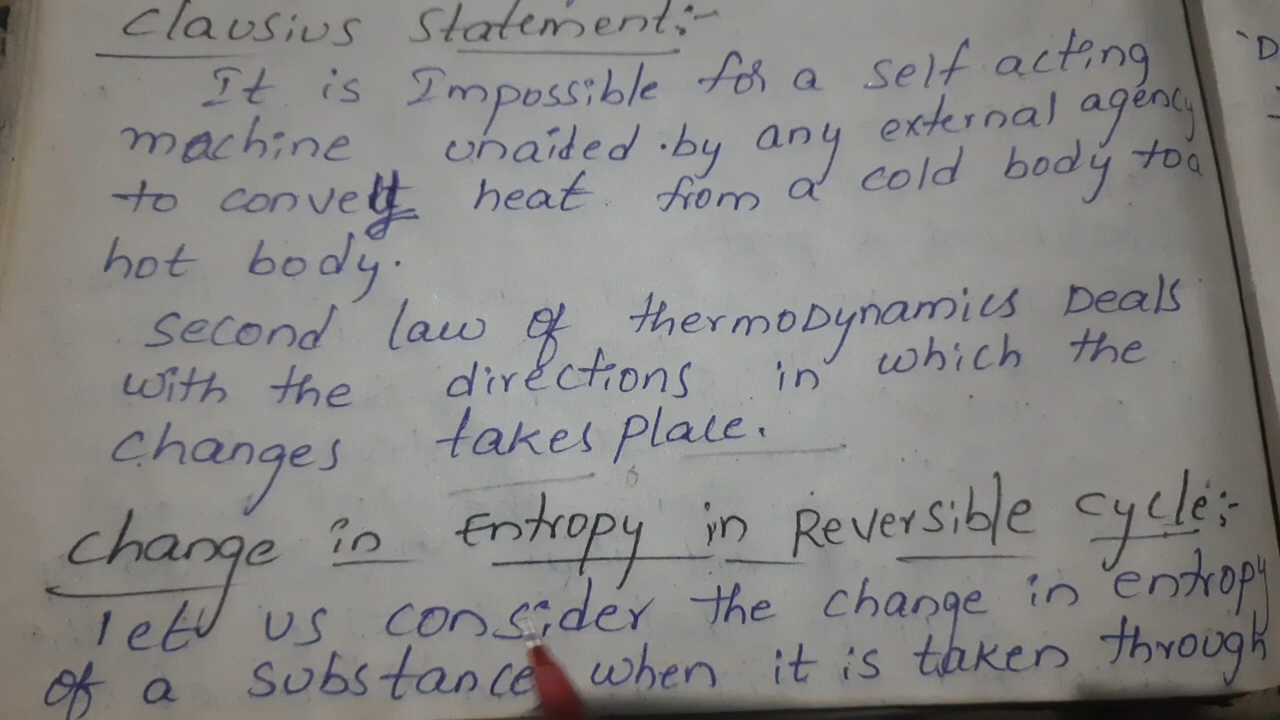 Clausius Statement:-
It is Impossible for a self acting
machine unaided by any external agency
to convey heat from a cold body to a
hot body.
Second law of thermoDynamics Deals
with the directions in which the
changes takes place.
Change in Entropy in Reversible cycle:-
let us consider the change in entropy
of a substance when it is taken through